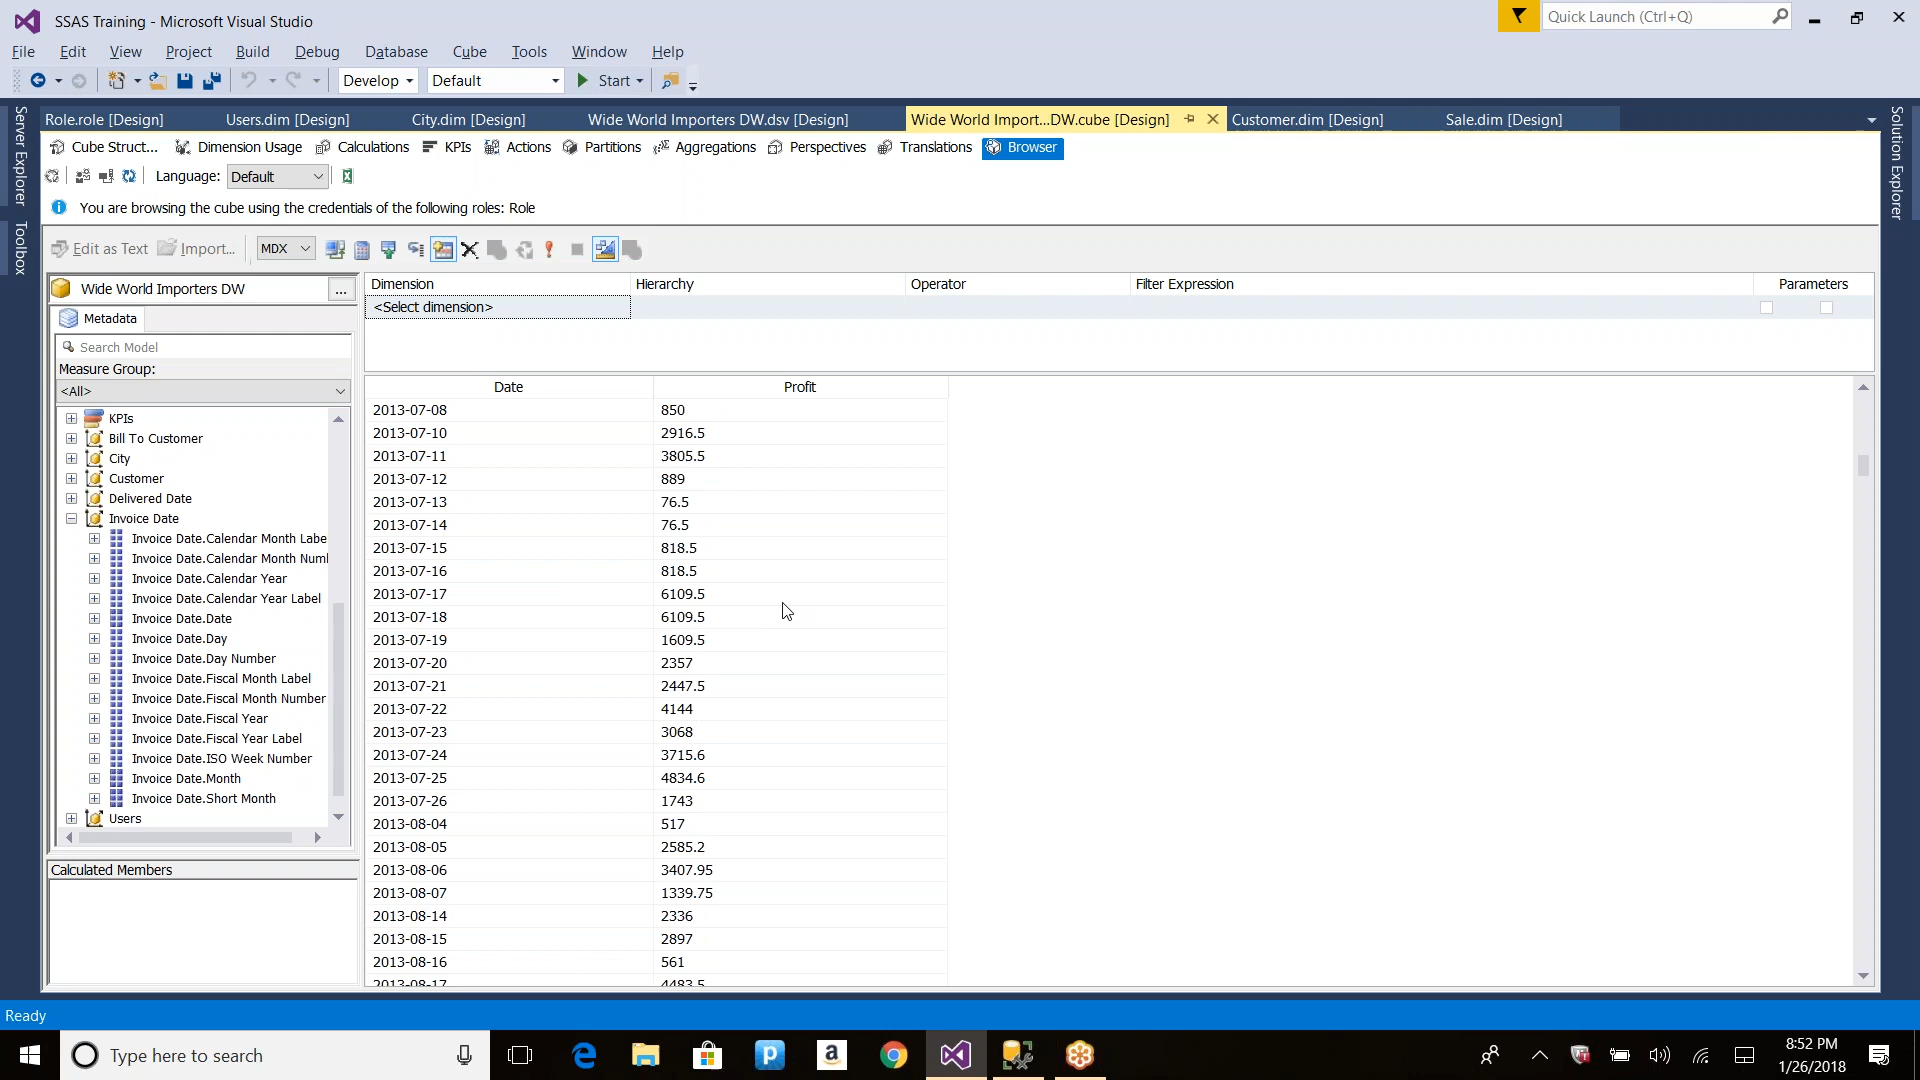 SSAS Training - Microsoft Visual Studio
Quick Launch (Ctrl+Q)
File Edit View Project Build Debug Database Cube Tools Window Help
Develop Default Start
Server Explorer
Toolbox
Solution Explorer
Role.role [Design] Users.dim [Design] City.dim [Design] Wide World Importers DW.dsv [Design] Wide World Import...DW.cube [Design] Customer.dim [Design] Sale.dim [Design]
Cube Struct... Dimension Usage Calculations KPIs Actions Partitions Aggregations Perspectives Translations Browser
Language: Default
You are browsing the cube using the credentials of the following roles: Role
Edit as Text Import... MDX
Wide World Importers DW ...
Metadata
Search Model
Measure Group:
<All>
KPIs
Bill To Customer
City
Customer
Delivered Date
Invoice Date
Invoice Date.Calendar Month Labe
Invoice Date.Calendar Month Num
Invoice Date.Calendar Year
Invoice Date.Calendar Year Label
Invoice Date.Date
Invoice Date.Day
Invoice Date.Day Number
Invoice Date.Fiscal Month Label
Invoice Date.Fiscal Month Number
Invoice Date.Fiscal Year
Invoice Date.Fiscal Year Label
Invoice Date.ISO Week Number
Invoice Date.Month
Invoice Date.Short Month
Users
Calculated Members
Dimension Hierarchy Operator Filter Expression Parameters
<Select dimension>
Date Profit
2013-07-08 850
2013-07-10 2916.5
2013-07-11 3805.5
2013-07-12 889
2013-07-13 76.5
2013-07-14 76.5
2013-07-15 818.5
2013-07-16 818.5
2013-07-17 6109.5
2013-07-18 6109.5
2013-07-19 1609.5
2013-07-20 2357
2013-07-21 2447.5
2013-07-22 4144
2013-07-23 3068
2013-07-24 3715.6
2013-07-25 4834.6
2013-07-26 1743
2013-08-04 517
2013-08-05 2585.2
2013-08-06 3407.95
2013-08-07 1339.75
2013-08-14 2336
2013-08-15 2897
2013-08-16 561
2013-08-17 4483.5
Ready
Type here to search
8:52 PM
1/26/2018